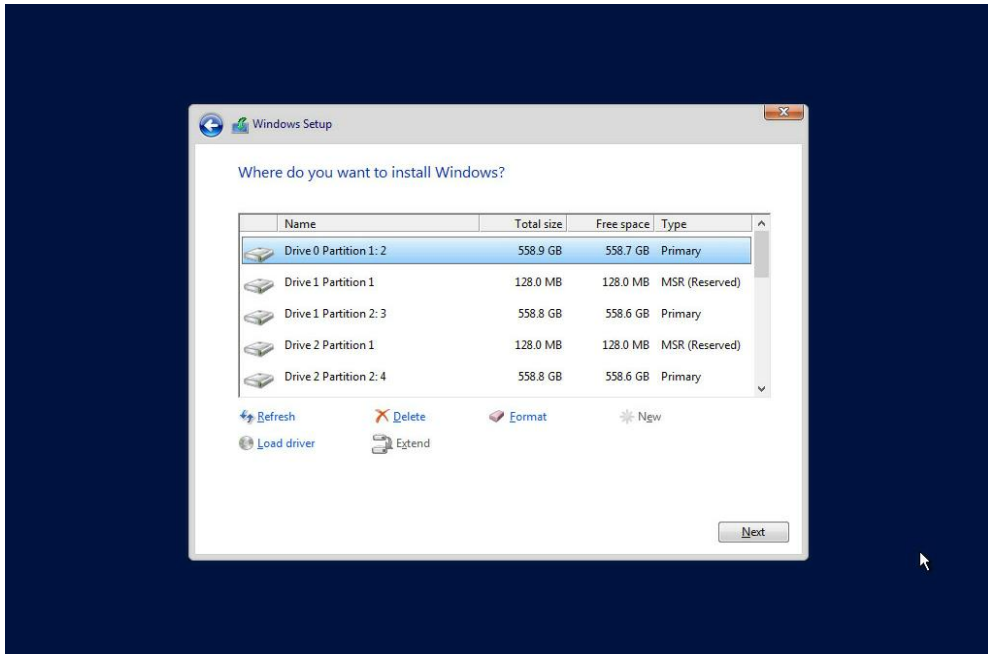 Windows Setup
Where do you want to install Windows?
Name Total size Free space Type
Drive 0 Partition 1: 2 558.9 GB 558.7 GB Primary
Drive 1 Partition 1 128.0 MB 128.0 MB MSR (Reserved)
Drive 1 Partition 2: 3 558.8 GB 558.6 GB Primary
Drive 2 Partition 1 128.0 MB 128.0 MB MSR (Reserved)
Drive 2 Partition 2: 4 558.8 GB 558.6 GB Primary
Refresh Delete Format New
Load driver Extend
Next